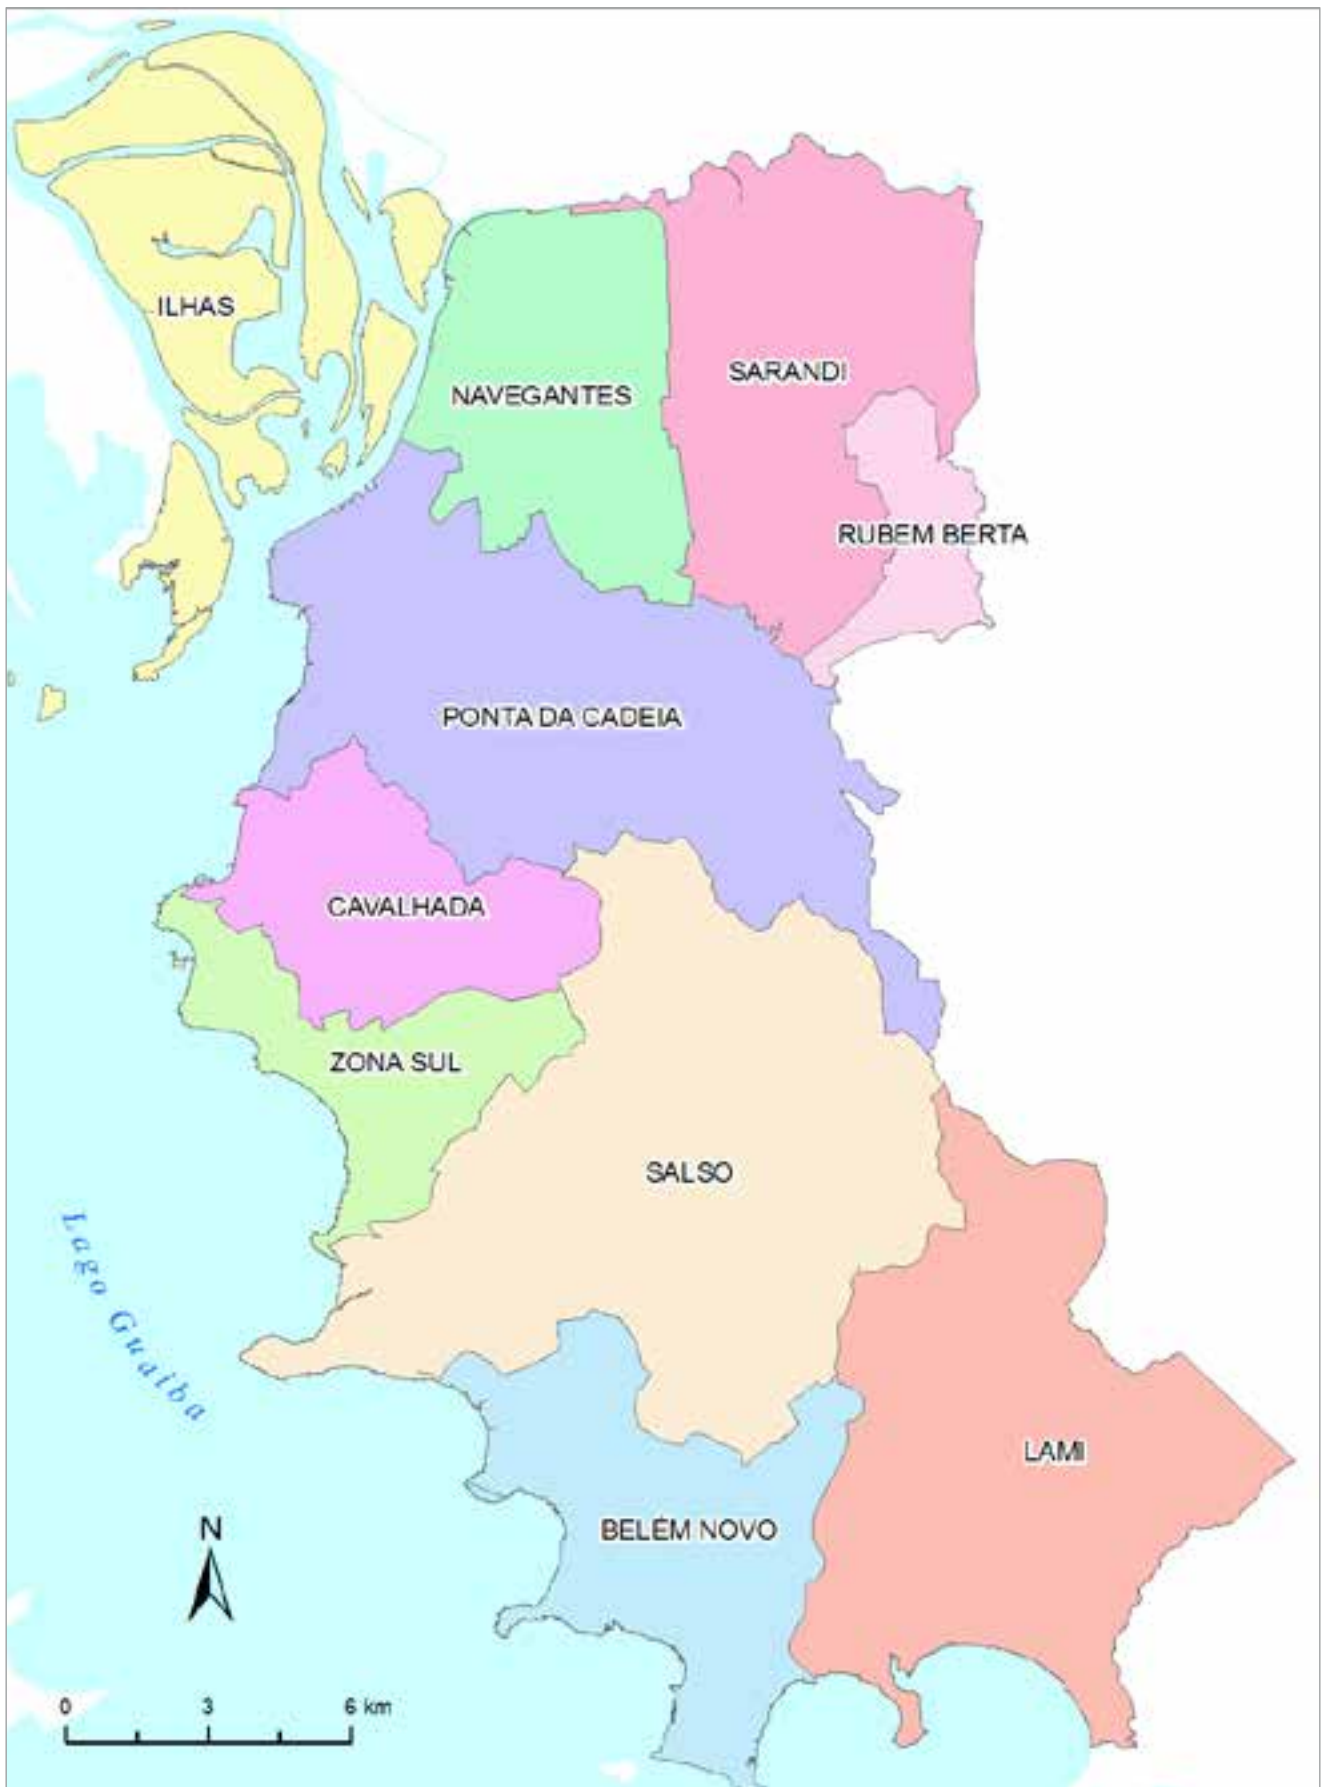 ILHAS
SARANDI
NAVEGANTES
RUBEM BERTA
PONTA DA CADEIA
CAVALHADA
ZONA SUL
SALSO
Lago Guaíba
LAMI
BELÉM NOVO
N
0 3 6 km